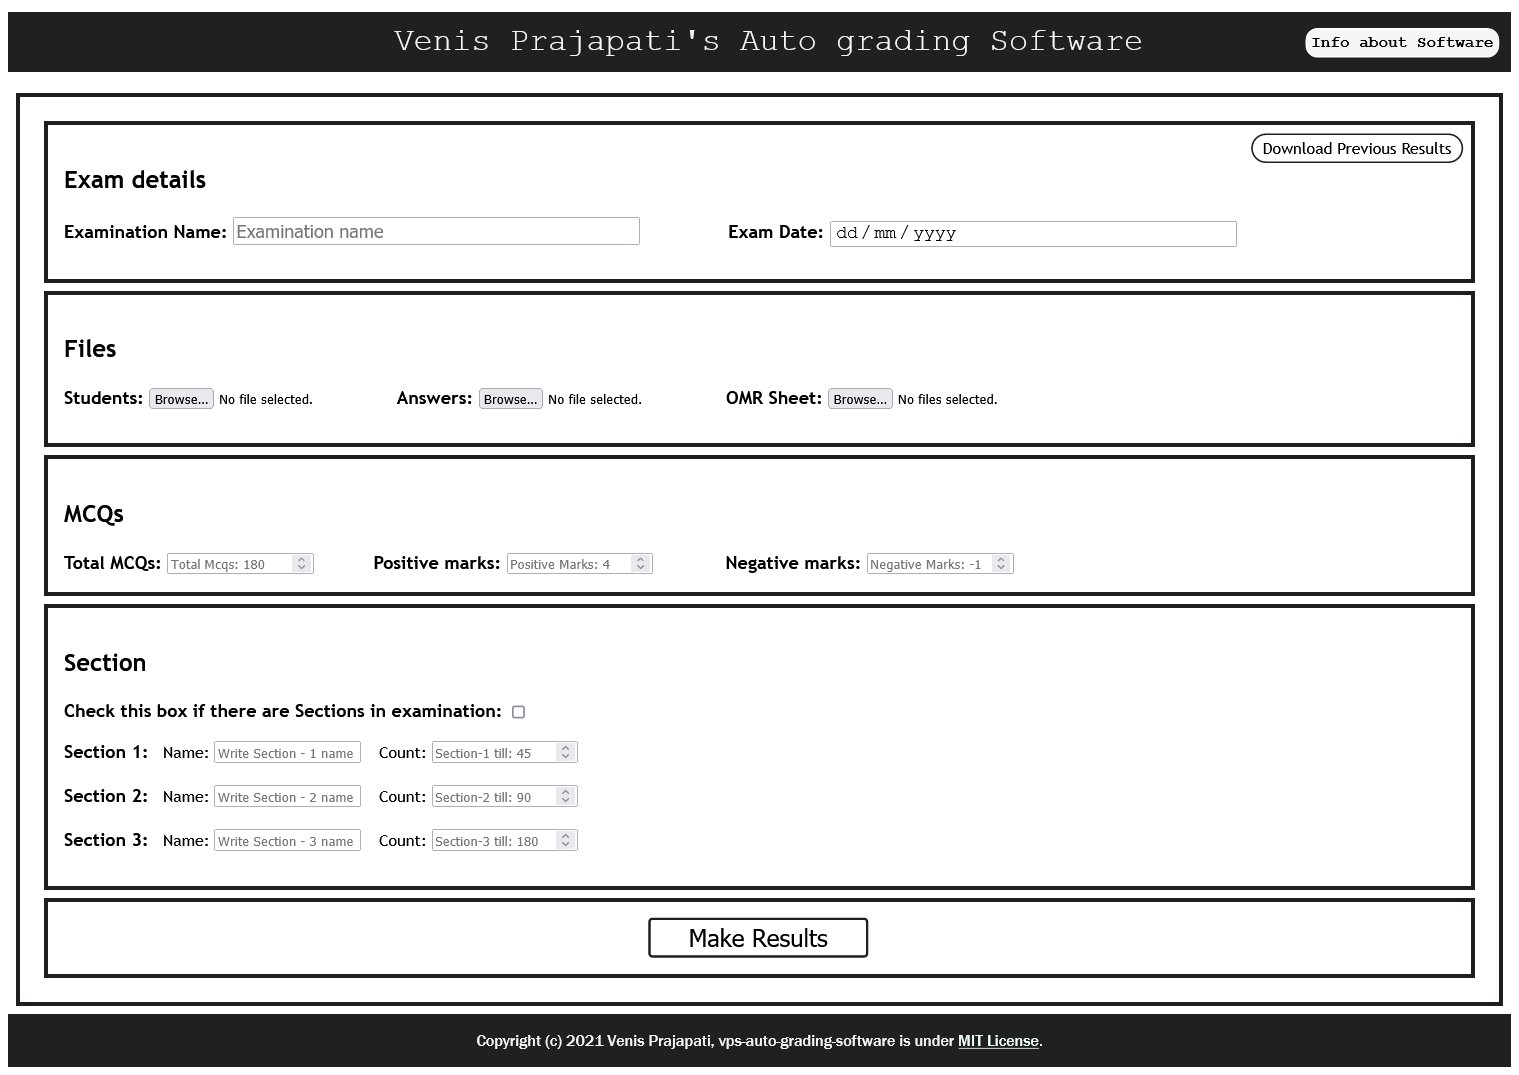 Venis Prajapati's Auto grading Software
Info about Software
Download Previous Results
Exam details
Examination Name: Examination name Exam Date: dd / mm / yyyy
Files
Students: Browse... No file selected. Answers: Browse... No file selected. OMR Sheet: Browse... No files selected.
MCQs
Total MCQs: Total Mcqs: 180 Positive marks: Positive Marks: 4 Negative marks: Negative Marks: -1
Section
Check this box if there are Sections in examination:
Section 1: Name: Write Section - 1 name Count: Section-1 till: 45
Section 2: Name: Write Section - 2 name Count: Section-2 till: 90
Section 3: Name: Write Section - 3 name Count: Section-3 till: 180
Make Results
Copyright (c) 2021 Venis Prajapati, vps-auto-grading-software is under MIT License.